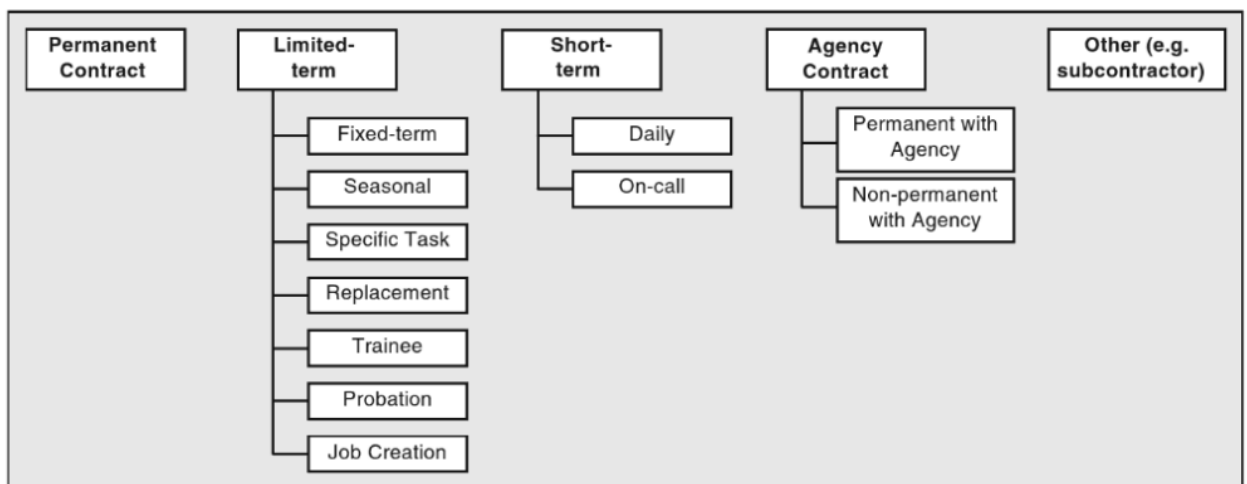 Permanent
Contract
Limited-
term
Fixed-term
Seasonal
Specific Task
Replacement
Trainee
Probation
Job Creation
Short-
term
Daily
On-call
Agency
Contract
Permanent with
Agency
Non-permanent
with Agency
Other (e.g.
subcontractor)